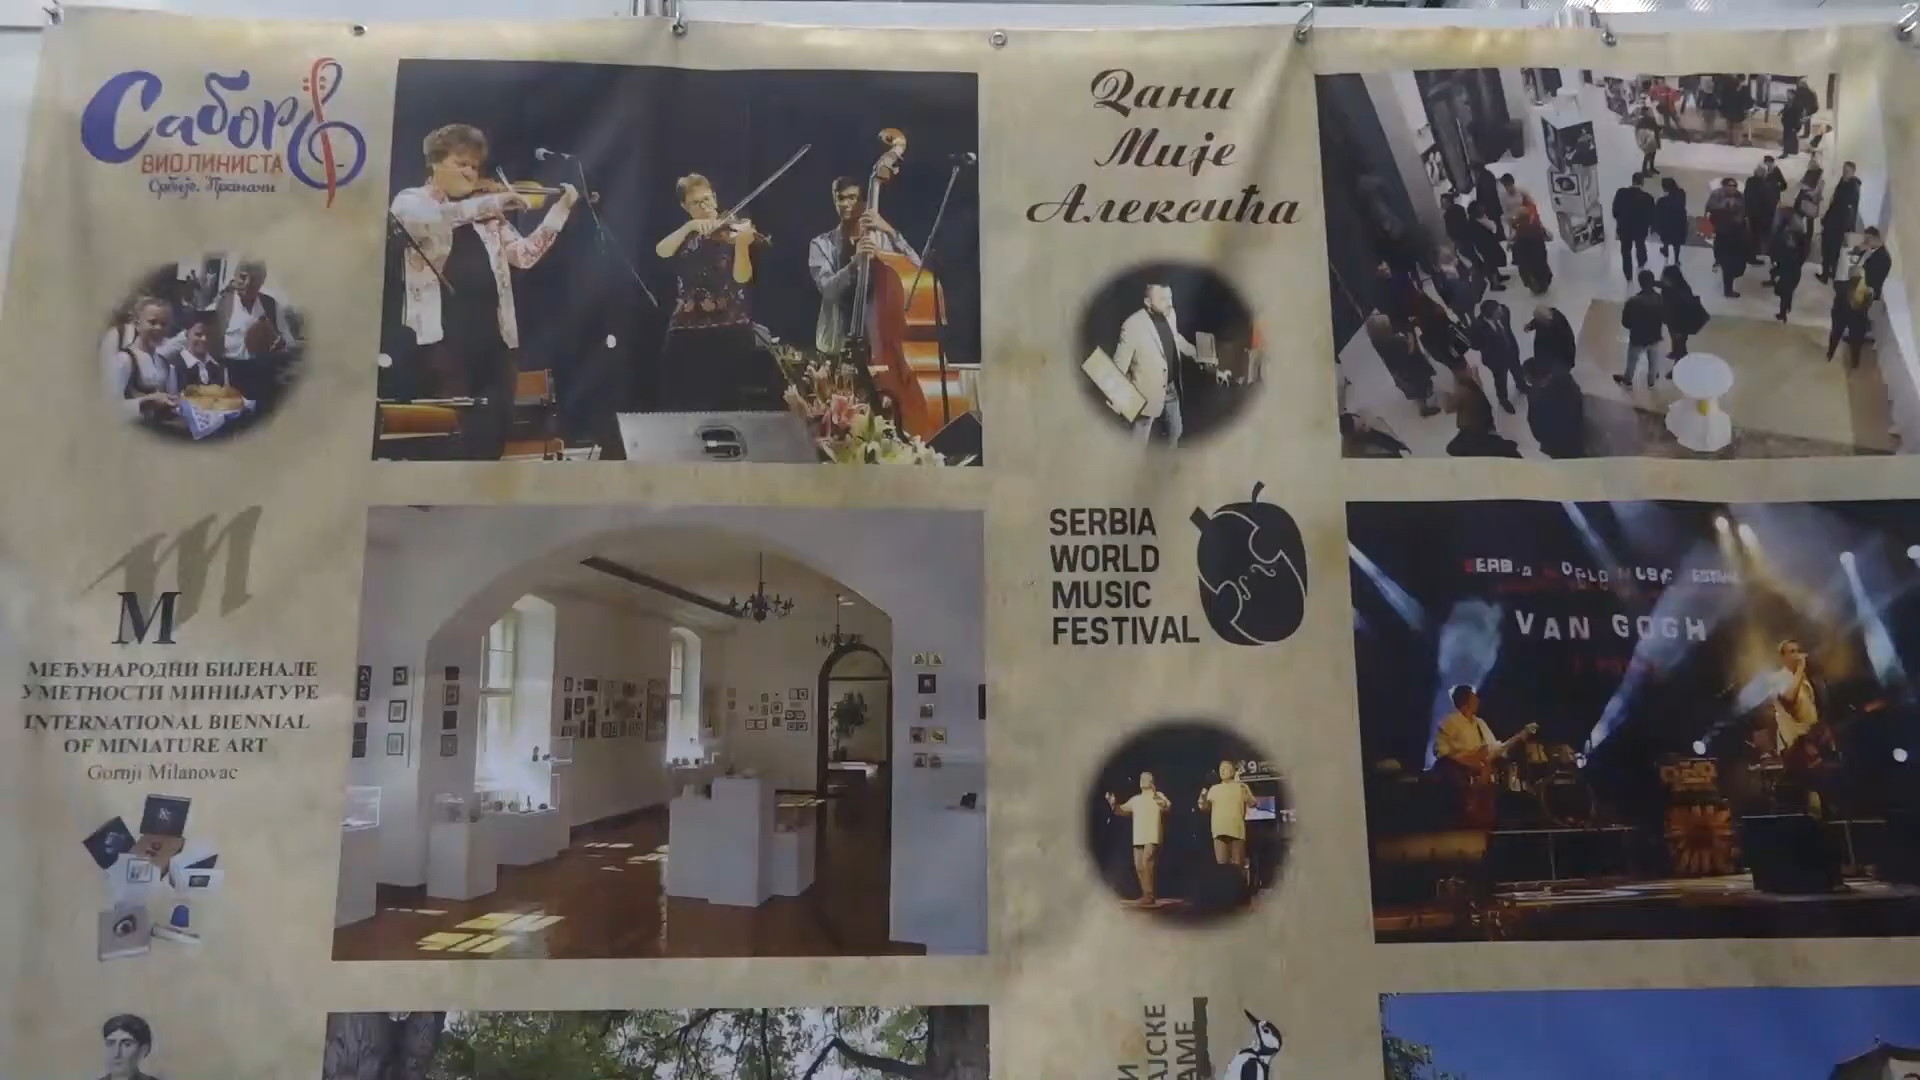 Сабор
ВИОЛИНИСТА
Србије, Прањани
Дани
Мије
Алексића
M
МЕЂУНАРОДНИ БИЈЕНАЛЕ
УМЕТНОСТИ МИНИЈАТУРЕ
INTERNATIONAL BIENNIAL
OF MINIATURE ART
Gornji Milanovac
SERBIA
WORLD
MUSIC
FESTIVAL
VAN GOGH